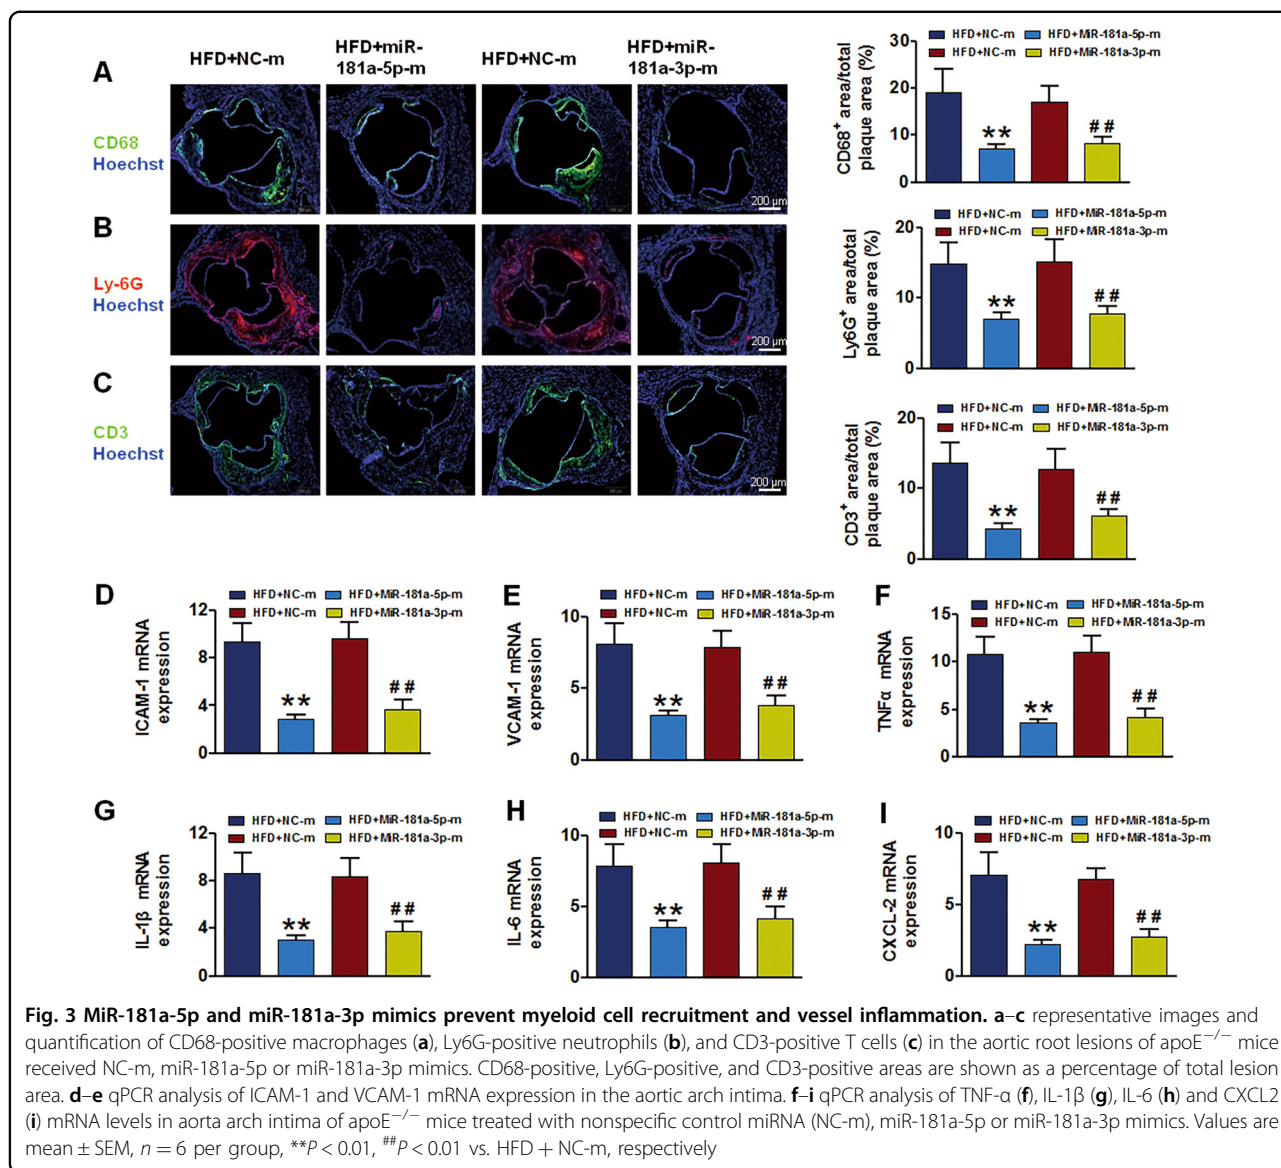 HFD+NC-m
HFD+miR-
181a-5p-m
HFD+NC-m
HFD+miR-
181a-3p-m
A
CD68
Hoechst
200 µm
HFD+NC-m HFD+MiR-181a-5p-m
HFD+NC-m HFD+MiR-181a-3p-m
CD68+ area/total
plaque area (%)
30
20
10
0
**
##
B
Ly-6G
Hoechst
200 µm
HFD+NC-m HFD+MiR-181a-5p-m
HFD+NC-m HFD+MiR-181a-3p-m
Ly6G+ area/total
plaque area (%)
20
10
0
**
##
C
CD3
Hoechst
200 µm
HFD+NC-m HFD+MiR-181a-5p-m
HFD+NC-m HFD+MiR-181a-3p-m
CD3+ area/total
plaque area (%)
20
10
0
**
##
D
HFD+NC-m HFD+MiR-181a-5p-m
HFD+NC-m HFD+MiR-181a-3p-m
ICAM-1 mRNA
expression
12
8
4
0
**
##
E
HFD+NC-m HFD+MiR-181a-5p-m
HFD+NC-m HFD+MiR-181a-3p-m
VCAM-1 mRNA
expression
10
5
0
**
##
F
HFD+NC-m HFD+MiR-181a-5p-m
HFD+NC-m HFD+MiR-181a-3p-m
TNFα mRNA
expression
15
10
5
0
**
##
G
HFD+NC-m HFD+MiR-181a-5p-m
HFD+NC-m HFD+MiR-181a-3p-m
IL-1β mRNA
expression
12
8
4
0
**
##
H
HFD+NC-m HFD+MiR-181a-5p-m
HFD+NC-m HFD+MiR-181a-3p-m
IL-6 mRNA
expression
10
5
0
**
##
I
HFD+NC-m HFD+MiR-181a-5p-m
HFD+NC-m HFD+MiR-181a-3p-m
CXCL-2 mRNA
expression
10
5
0
**
##
Fig. 3 MiR-181a-5p and miR-181a-3p mimics prevent myeloid cell recruitment and vessel inflammation. a–c representative images and
quantification of CD68-positive macrophages (a), Ly6G-positive neutrophils (b), and CD3-positive T cells (c) in the aortic root lesions of apoE−/− mice
received NC-m, miR-181a-5p or miR-181a-3p mimics. CD68-positive, Ly6G-positive, and CD3-positive areas are shown as a percentage of total lesion
area. d–e qPCR analysis of ICAM-1 and VCAM-1 mRNA expression in the aortic arch intima. f–i qPCR analysis of TNF-α (f), IL-1β (g), IL-6 (h) and CXCL2
(i) mRNA levels in aorta arch intima of apoE−/− mice treated with nonspecific control miRNA (NC-m), miR-181a-5p or miR-181a-3p mimics. Values are
mean ± SEM, n = 6 per group, **P < 0.01, ##P < 0.01 vs. HFD + NC-m, respectively